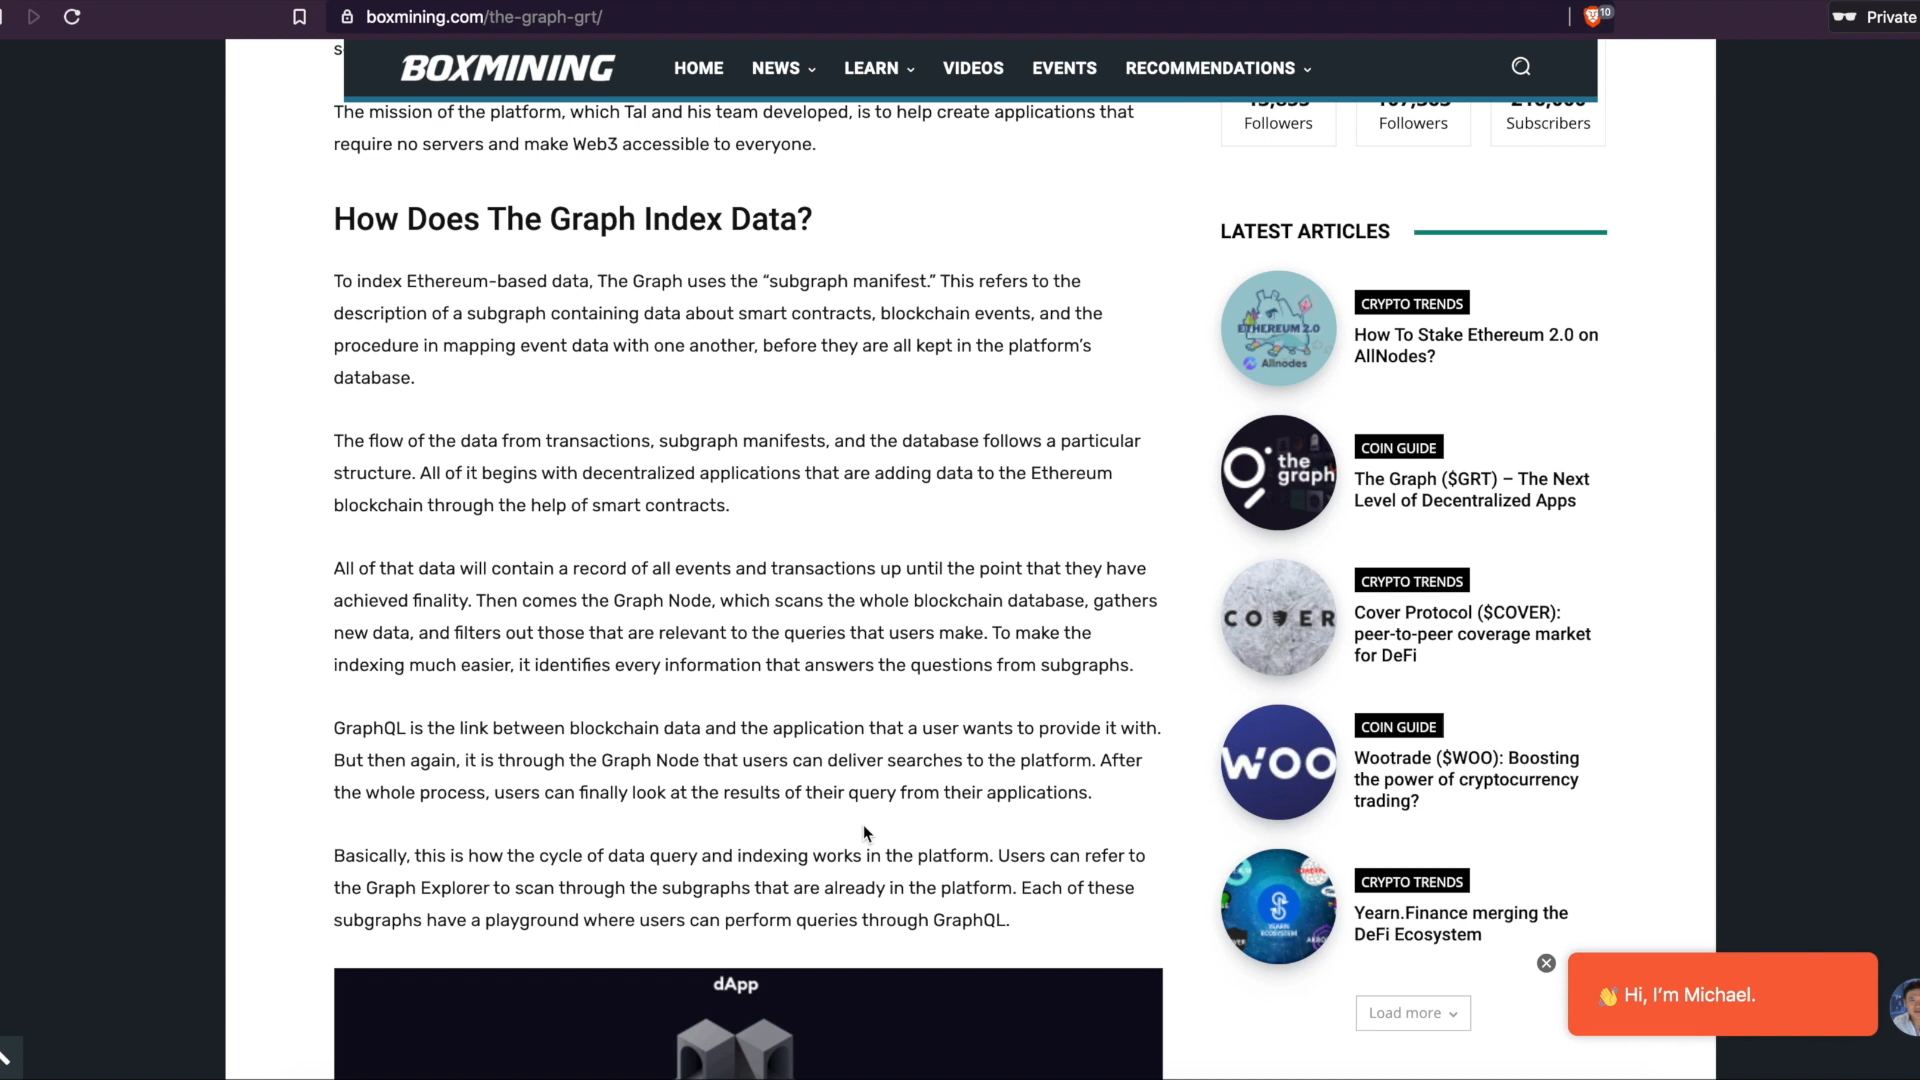 boxmining.com/the-graph-grt/
10
Private
s
BOXMINING
HOME
NEWS
LEARN
VIDEOS
EVENTS
RECOMMENDATIONS
The mission of the platform, which Tal and his team developed, is to help create applications that
require no servers and make Web3 accessible to everyone.
How Does The Graph Index Data?
To index Ethereum-based data, The Graph uses the “subgraph manifest.” This refers to the
description of a subgraph containing data about smart contracts, blockchain events, and the
procedure in mapping event data with one another, before they are all kept in the platform’s
database.
The flow of the data from transactions, subgraph manifests, and the database follows a particular
structure. All of it begins with decentralized applications that are adding data to the Ethereum
blockchain through the help of smart contracts.
All of that data will contain a record of all events and transactions up until the point that they have
achieved finality. Then comes the Graph Node, which scans the whole blockchain database, gathers
new data, and filters out those that are relevant to the queries that users make. To make the
indexing much easier, it identifies every information that answers the questions from subgraphs.
GraphQL is the link between blockchain data and the application that a user wants to provide it with.
But then again, it is through the Graph Node that users can deliver searches to the platform. After
the whole process, users can finally look at the results of their query from their applications.
Basically, this is how the cycle of data query and indexing works in the platform. Users can refer to
the Graph Explorer to scan through the subgraphs that are already in the platform. Each of these
subgraphs have a playground where users can perform queries through GraphQL.
dApp
Followers
Followers
Subscribers
LATEST ARTICLES
ETHEREUM 2.0
Allnodes
CRYPTO TRENDS
How To Stake Ethereum 2.0 on
AllNodes?
the
graph
COIN GUIDE
The Graph ($GRT) – The Next
Level of Decentralized Apps
COVER
CRYPTO TRENDS
Cover Protocol ($COVER):
peer-to-peer coverage market
for DeFi
WOO
COIN GUIDE
Wootrade ($WOO): Boosting
the power of cryptocurrency
trading?
YEARN
ECOSYSTEM
CRYPTO TRENDS
Yearn.Finance merging the
DeFi Ecosystem
Load more
👋 Hi, I’m Michael.